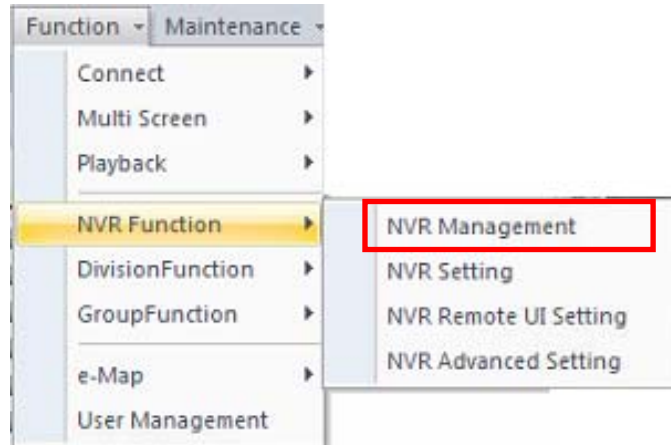 Function Maintenance
Connect
Multi Screen
Playback
NVR Function
DivisionFunction
GroupFunction
e-Map
User Management
NVR Management
NVR Setting
NVR Remote UI Setting
NVR Advanced Setting